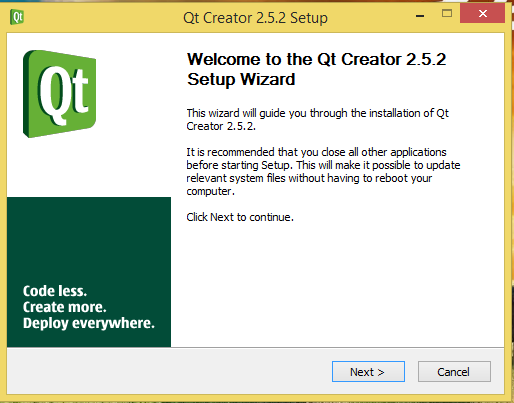 Qt
Qt Creator 2.5.2 Setup
Qt
Welcome to the Qt Creator 2.5.2
Setup Wizard
This wizard will guide you through the installation of Qt
Creator 2.5.2.
It is recommended that you close all other applications
before starting Setup. This will make it possible to update
relevant system files without having to reboot your
computer.
Click Next to continue.
Code less.
Create more.
Deploy everywhere.
Next >
Cancel